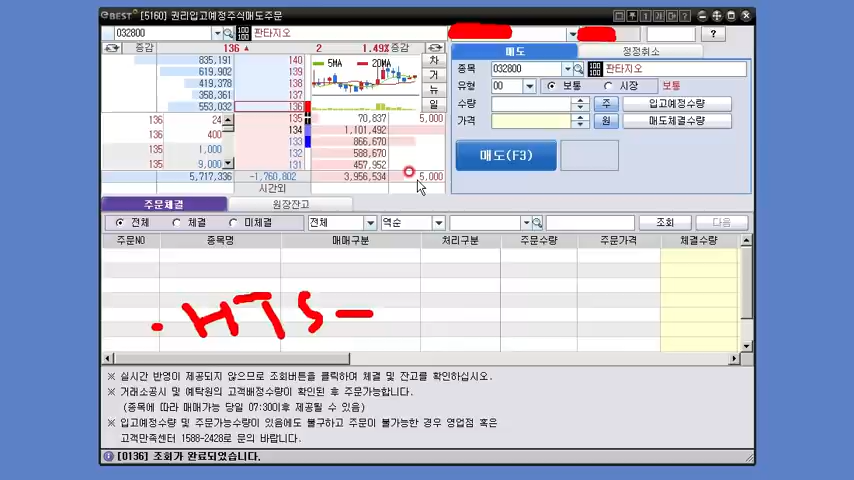 eBEST [5160] 권리입고예정주식매도주문
032800 100 100 판타지오 ?
증감 136 ▲ 2 1.49% 증감
835,191 140
619,902 139
419,378 138
358,361 137
553,032 136
136 24 135 70,837 5,000
136 400 134 1,101,492
135 1,000 133 866,670
135 9,000 132 588,670
131 457,952
5,717,336 -1,760,802 3,956,534 5,000
시간외
5MA 20MA
차
거
뉴
일
매도 정정취소
종목 032800 100 100 판타지오
유형 00 보통 시장 보통
수량 주 입고예정수량
가격 원 매도체결수량
매도(F3)
주문체결 원장잔고
전체 체결 미체결 전체 역순 조회 다음
주문NO 종목명 매매구분 처리구분 주문수량 주문가격 체결수량
. HTS -
※ 실시간 반영이 제공되지 않으므로 조회버튼을 클릭하여 체결 및 잔고를 확인하십시오.
※ 거래소공시 및 예탁원의 고객배정수량이 확인된 후 주문가능합니다.
(종목에 따라 매매가능 당일 07:30이후 제공될 수 있음)
※ 입고예정수량 및 주문가능수량이 있음에도 불구하고 주문이 불가능한 경우 영업점 혹은
고객만족센터 1588-2428로 문의 바랍니다.
[0136] 조회가 완료되었습니다.